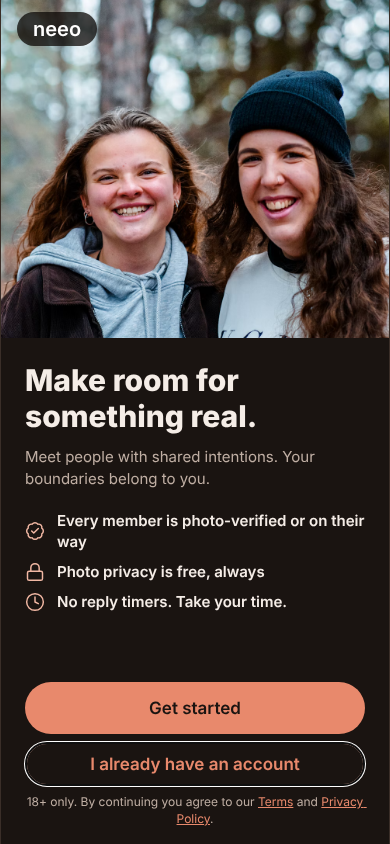 neeo
Make room for
something real.
Meet people with shared intentions. Your
boundaries belong to you.
Every member is photo-verified or on their
way
Photo privacy is free, always
No reply timers. Take your time.
Get started
I already have an account
18+ only. By continuing you agree to our Terms and Privacy
Policy.